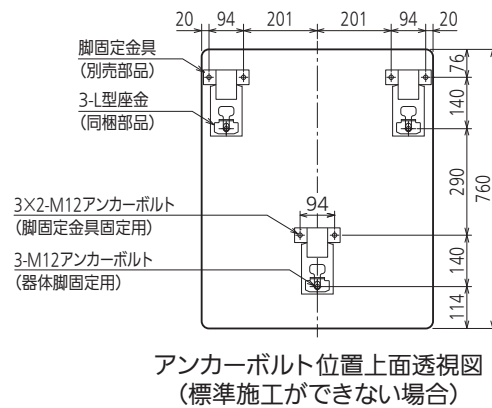 20 94 201 201 94 20
脚固定金具
(別売部品)
3-L型座金
(同梱部品)
76
140
290
760
3×2-M12アンカーボルト
(脚固定金具固定用)
94
3-M12アンカーボルト
(器体脚固定用)
140
114
アンカーボルト位置上面透視図
(標準施工ができない場合)